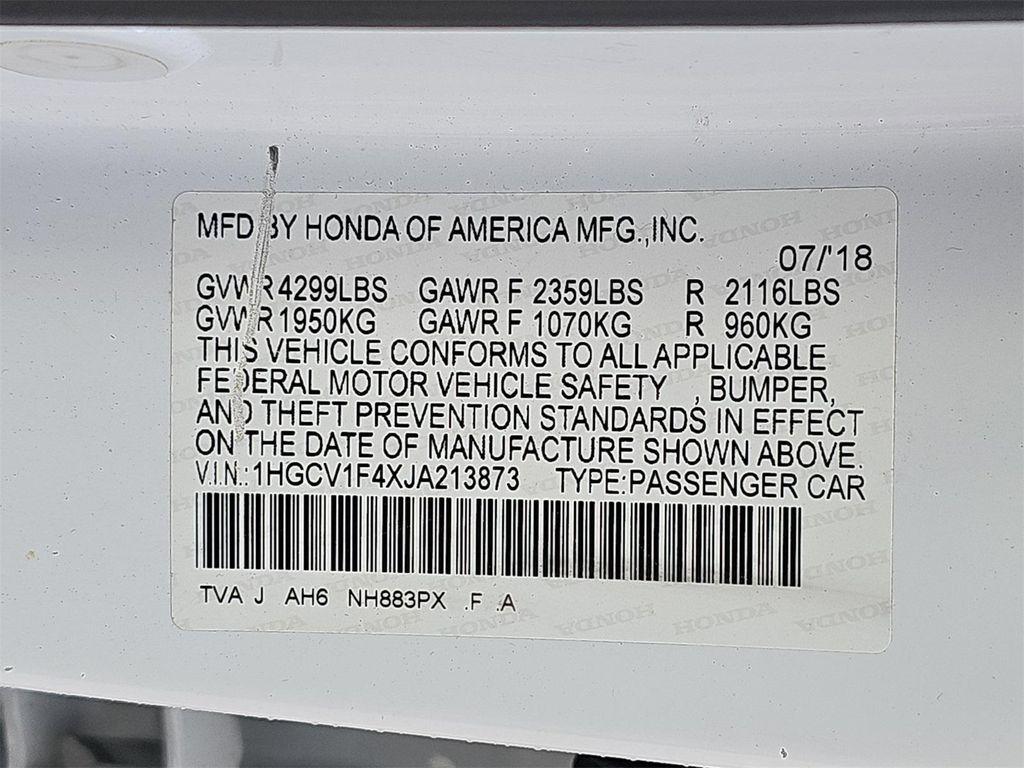 MFD BY HONDA OF AMERICA MFG.,INC.
07/'18
GVWR 4299LBS GAWR F 2359LBS R 2116LBS
GVWR 1950KG GAWR F 1070KG R 960KG
THIS VEHICLE CONFORMS TO ALL APPLICABLE
FEDERAL MOTOR VEHICLE SAFETY , BUMPER,
AND THEFT PREVENTION STANDARDS IN EFFECT
ON THE DATE OF MANUFACTURE SHOWN ABOVE.
V.I.N.:1HGCV1F4XJA213873 TYPE:PASSENGER CAR
TVA J AH6 NH883PX .F .A